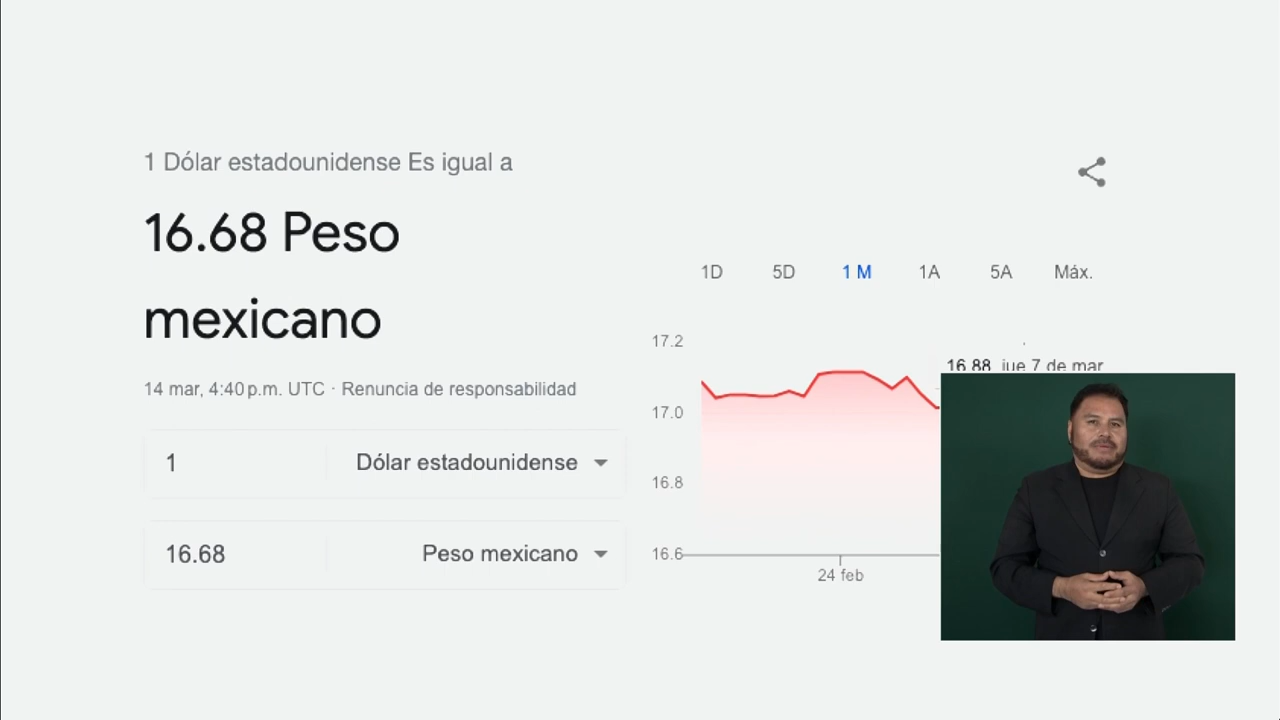 1 Dólar estadounidense Es igual a
16.68 Peso
mexicano
14 mar, 4:40 p.m. UTC · Renuncia de responsabilidad
1 Dólar estadounidense
16.68 Peso mexicano
1D 5D 1 M 1A 5A Máx.
17.2
16.88 jue 7 de mar
17.0
16.8
16.6
24 feb